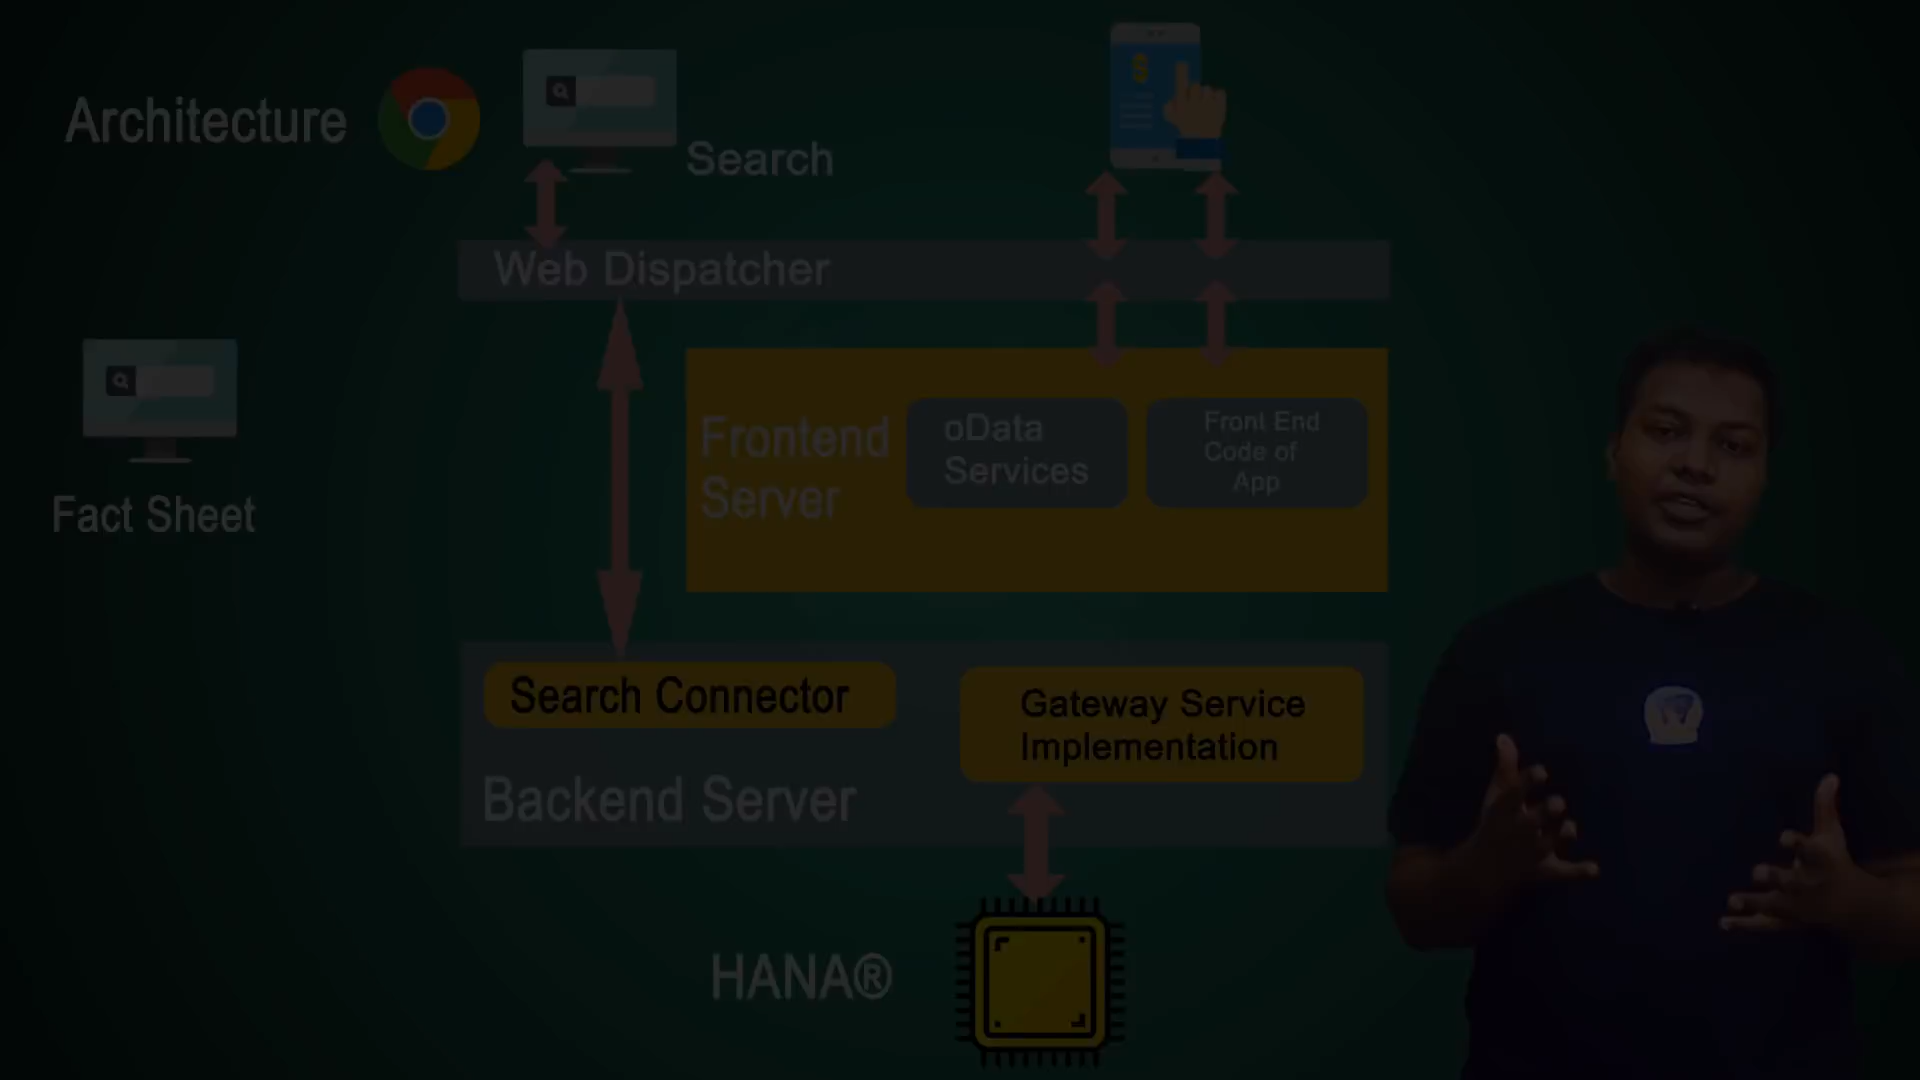 Architecture
Search
Web Dispatcher
Fact Sheet
Frontend
Server
oData
Services
Front End
Code of
App
Search Connector
Gateway Service
Implementation
Backend Server
HANA®